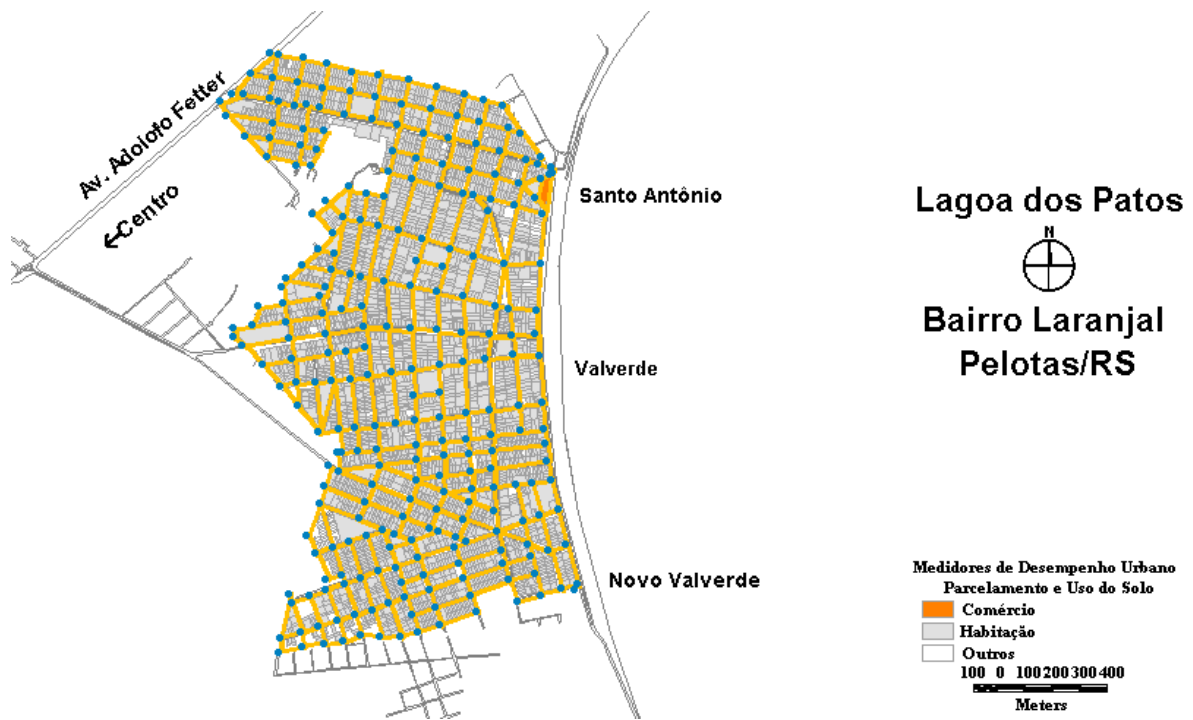 Av. Adolofo Fetter
←Centro
Santo Antônio
Valverde
Novo Valverde
Lagoa dos Patos
N
Bairro Laranjal
Pelotas/RS
Medidores de Desempenho Urbano
Parcelamento e Uso do Solo
Comércio
Habitação
Outros
100 0 100 200 300 400
Meters